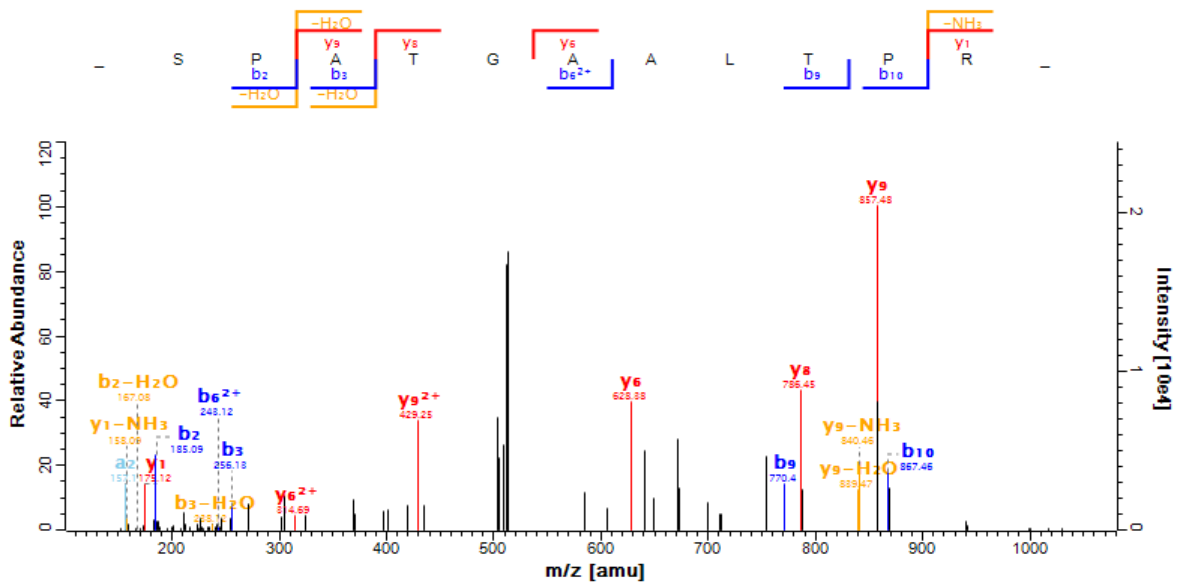 −H₂O −NH₃
y₉ y₈ y₆ y₁
– S P A T G A A L T P R –
b₂ b₃ b₆²⁺ b₉ b₁₀
−H₂O −H₂O
Relative Abundance
120
100
80
60
40
20
0
y₉
857.48
y₈
786.45
y₆
628.38
y₉²⁺
429.25
b₂−H₂O
167.08
b₆²⁺
243.12
y₁−NH₃
158.09
b₂
185.09
b₃
256.13
a₂
y₁
175.12
b₃−H₂O
y₆²⁺
314.69
y₉−NH₃
840.46
b₉
770.4
y₉−H₂O
839.47
b₁₀
867.46
2
1
0
Intensity [10e4]
200 300 400 500 600 700 800 900 1000
m/z [amu]